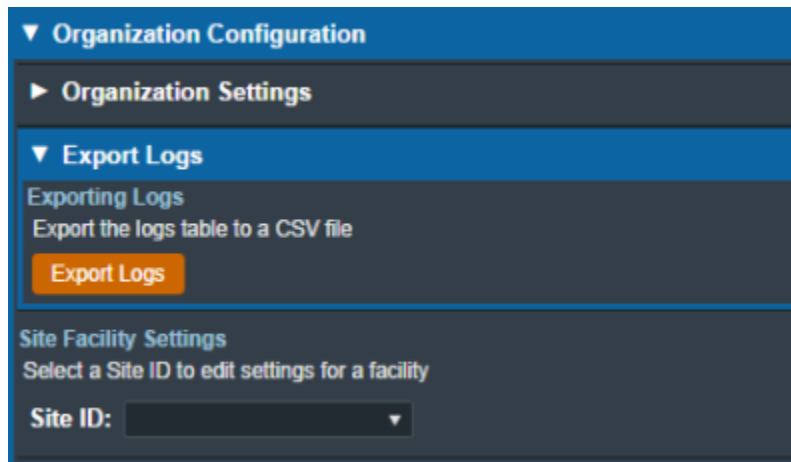 Organization Configuration
Organization Settings
Export Logs
Exporting Logs
Export the logs table to a CSV file
Export Logs
Site Facility Settings
Select a Site ID to edit settings for a facility
Site ID: